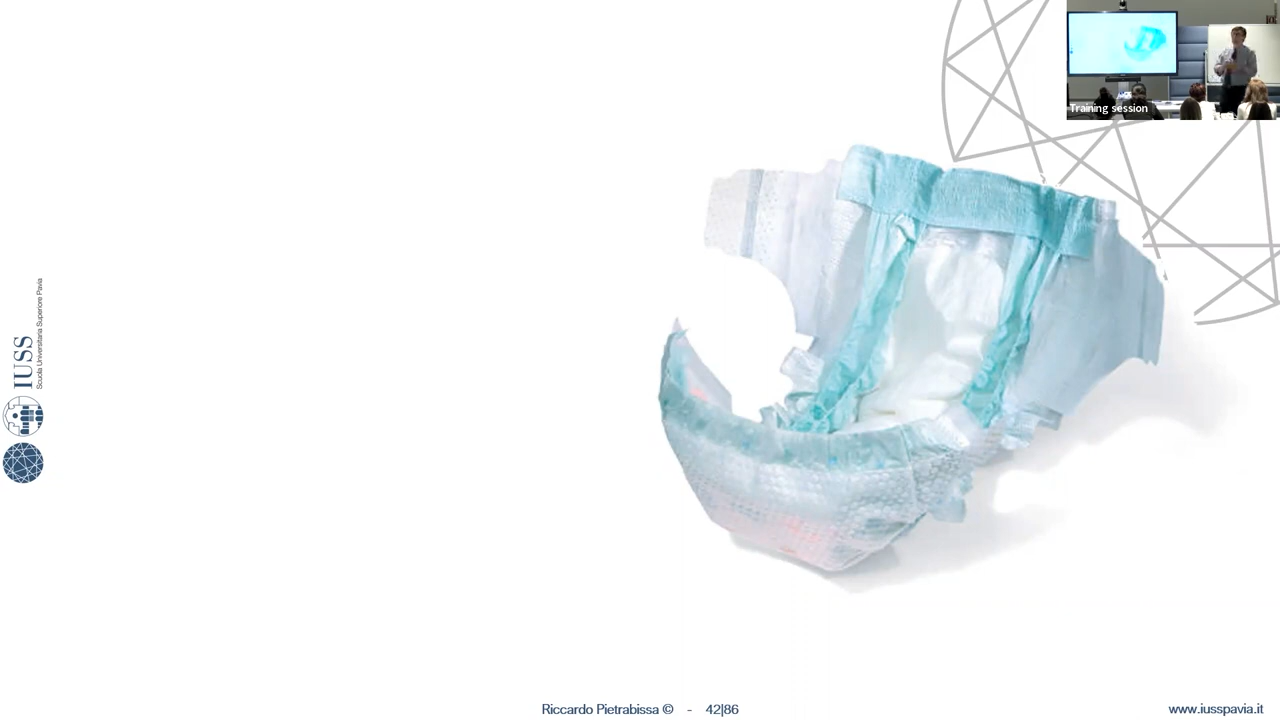 Training session
IUSS
Scuola Universitaria Superiore Pavia
Riccardo Pietrabissa © - 42|86
www.iusspavia.it